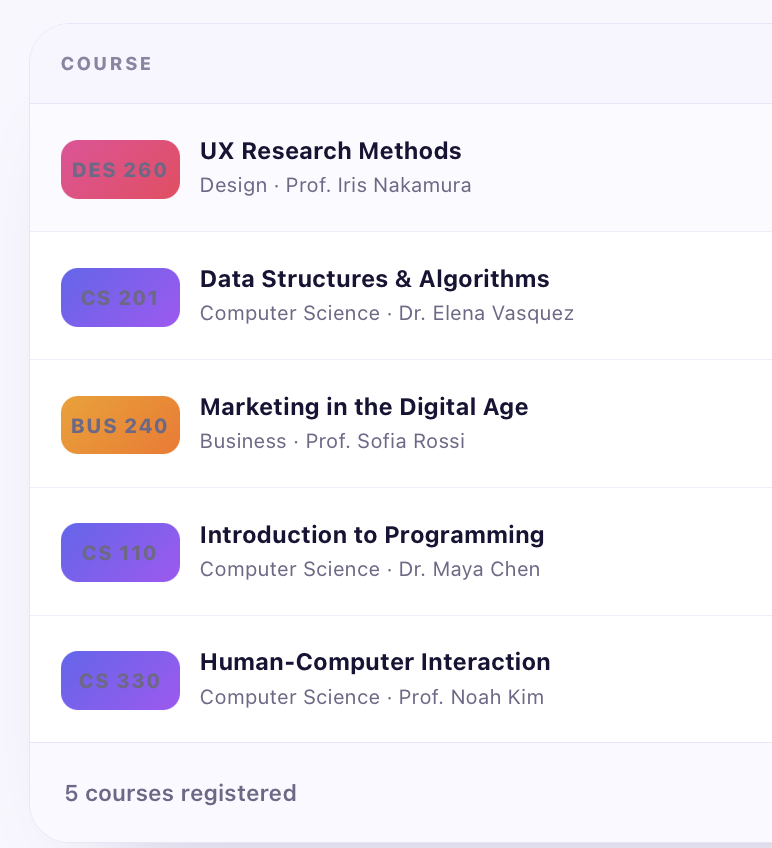 COURSE
DES 260
UX Research Methods
Design · Prof. Iris Nakamura
CS 201
Data Structures & Algorithms
Computer Science · Dr. Elena Vasquez
BUS 240
Marketing in the Digital Age
Business · Prof. Sofia Rossi
CS 110
Introduction to Programming
Computer Science · Dr. Maya Chen
CS 330
Human-Computer Interaction
Computer Science · Prof. Noah Kim
5 courses registered